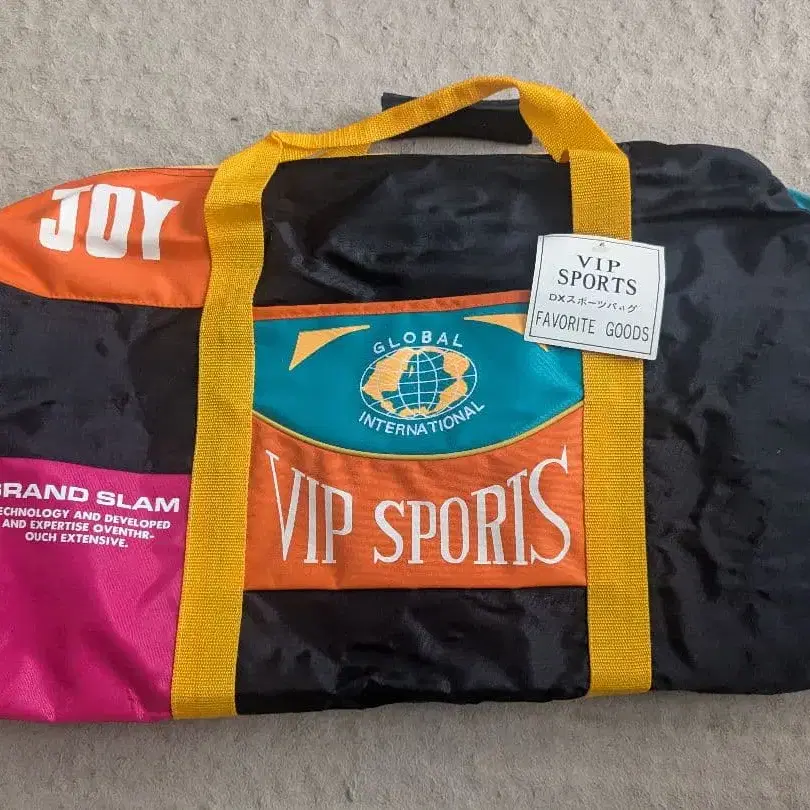 JOY
VIP
SPORTS
DXスポーツバッグ
FAVORITE GOODS
GLOBAL
INTERNATIONAL
VIP SPORTS
GRAND SLAM
TECHNOLOGY AND DEVELOPED
AND EXPERTISE OVENTHR-
OUCH EXTENSIVE.